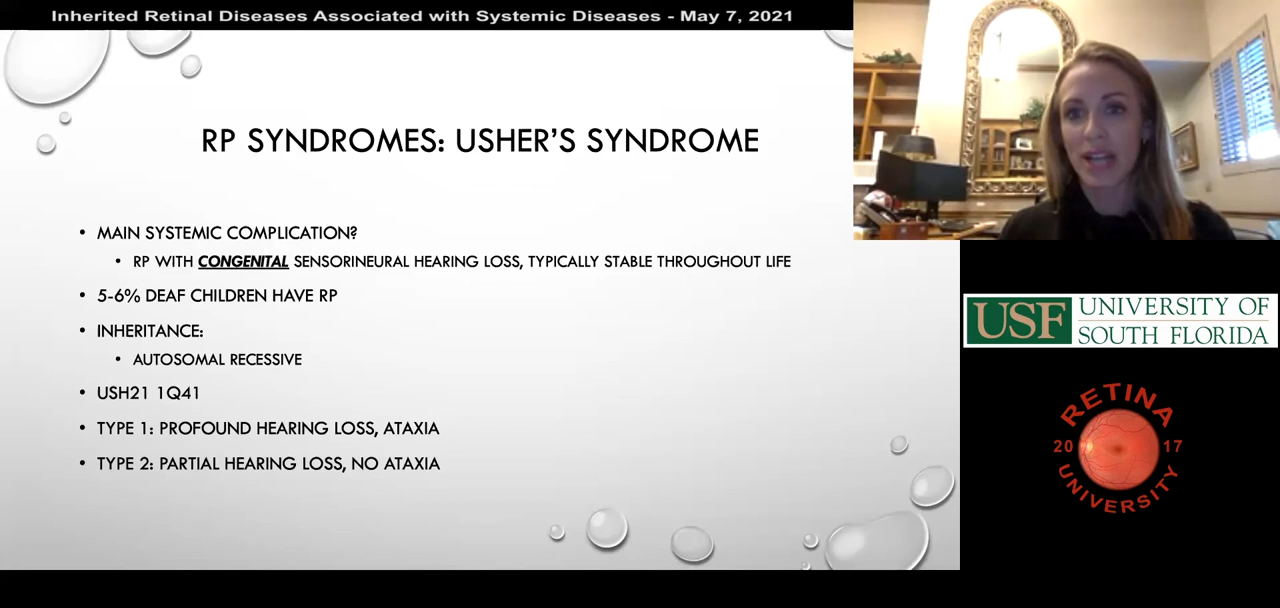 Inherited Retinal Diseases Associated with Systemic Diseases - May 7, 2021
RP SYNDROMES: USHER'S SYNDROME
• MAIN SYSTEMIC COMPLICATION?
• RP WITH CONGENITAL SENSORINEURAL HEARING LOSS, TYPICALLY STABLE THROUGHOUT LIFE
• 5-6% DEAF CHILDREN HAVE RP
• INHERITANCE:
• AUTOSOMAL RECESSIVE
• USH21 1Q41
• TYPE 1: PROFOUND HEARING LOSS, ATAXIA
• TYPE 2: PARTIAL HEARING LOSS, NO ATAXIA
USF
UNIVERSITY OF
SOUTH FLORIDA
RETINA
20 17
UNIVERSITY